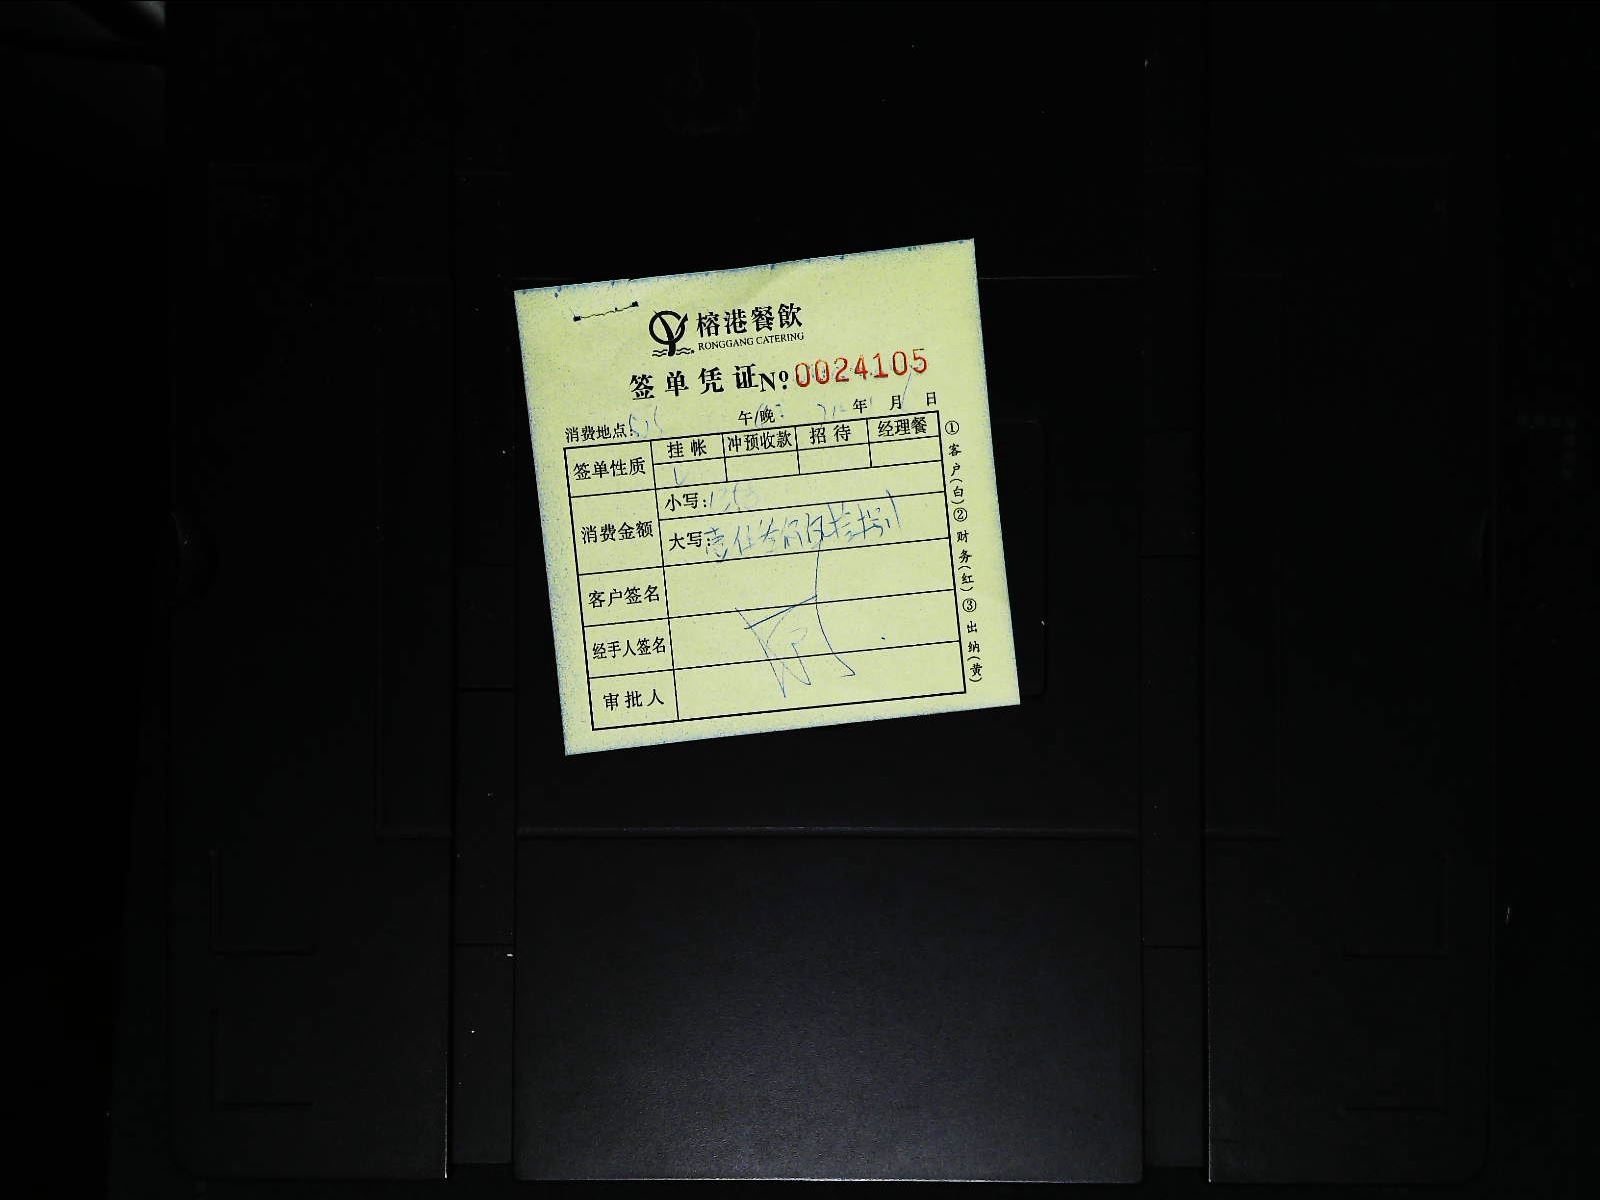 榕港餐飲
RONGGANG CATERING
签单凭证 Nº 0024105
消费地点: 午/晚: 年 月 日
签单性质 挂帐 冲预收款 招待 经理餐
消费金额 小写:
大写:
客户签名
经手人签名
审批人
①客户(白)②财务(红)③出纳(黄)